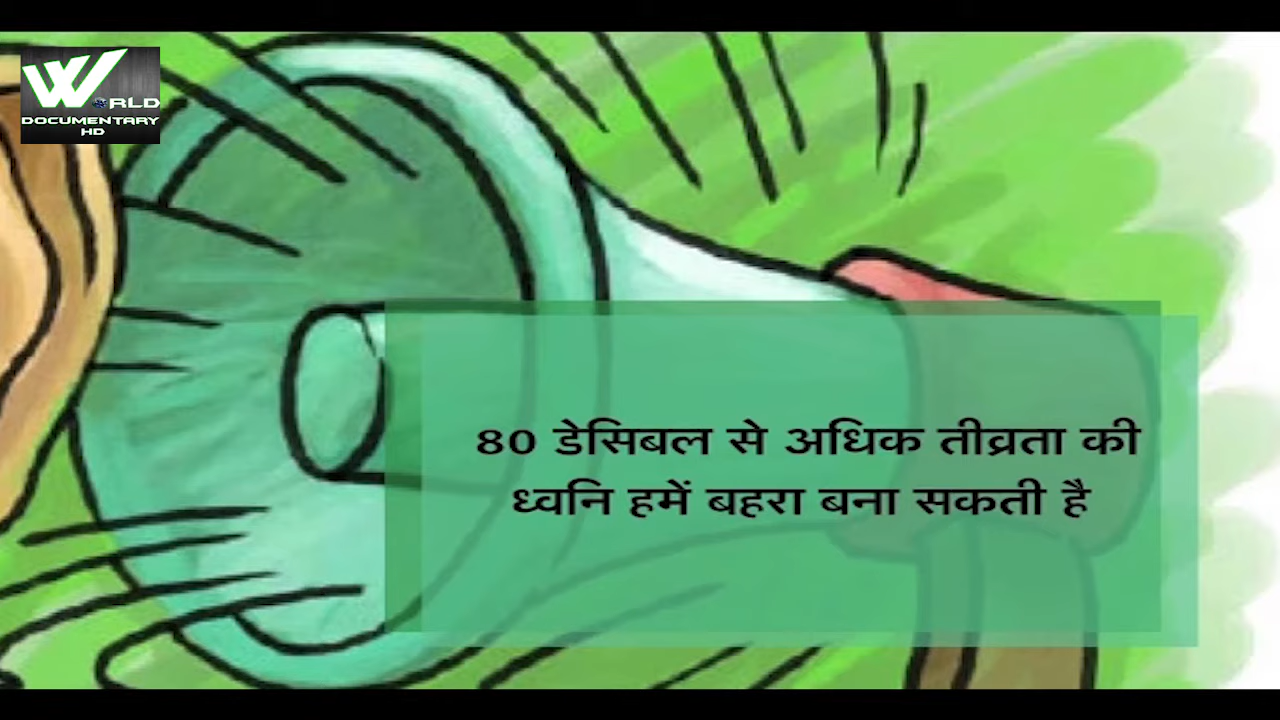 WORLD
DOCUMENTARY
HD
80 डेसिबल से अधिक तीव्रता की
ध्वनि हमें बहरा बना सकती है